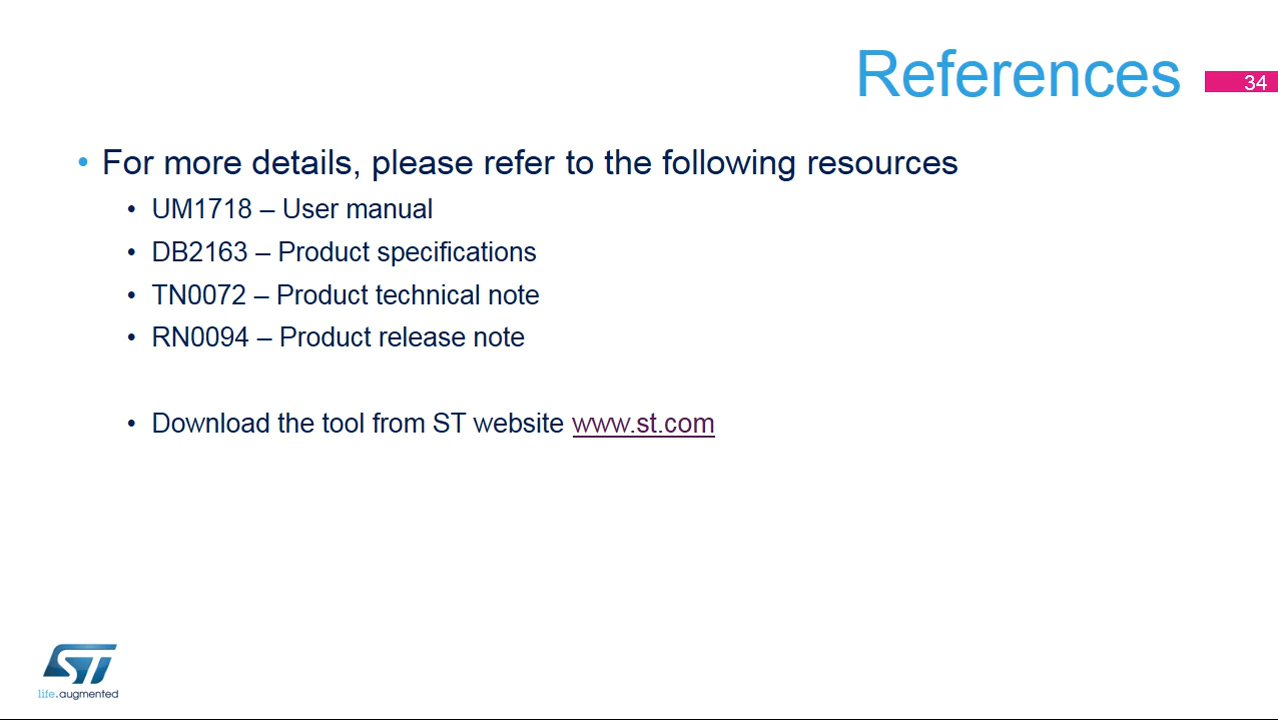 References
34
• For more details, please refer to the following resources
• UM1718 – User manual
• DB2163 – Product specifications
• TN0072 – Product technical note
• RN0094 – Product release note
• Download the tool from ST website www.st.com
ST
life.augmented